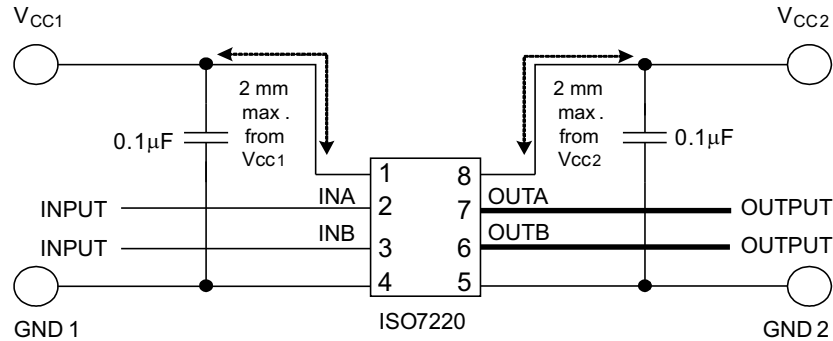 VCC1
VCC2
2 mm
max .
from
Vcc1
2 mm
max .
from
Vcc2
0.1µF
0.1µF
1
8
INPUT
INA
2
7
OUTA
OUTPUT
INPUT
INB
3
6
OUTB
OUTPUT
4
5
GND 1
ISO7220
GND 2